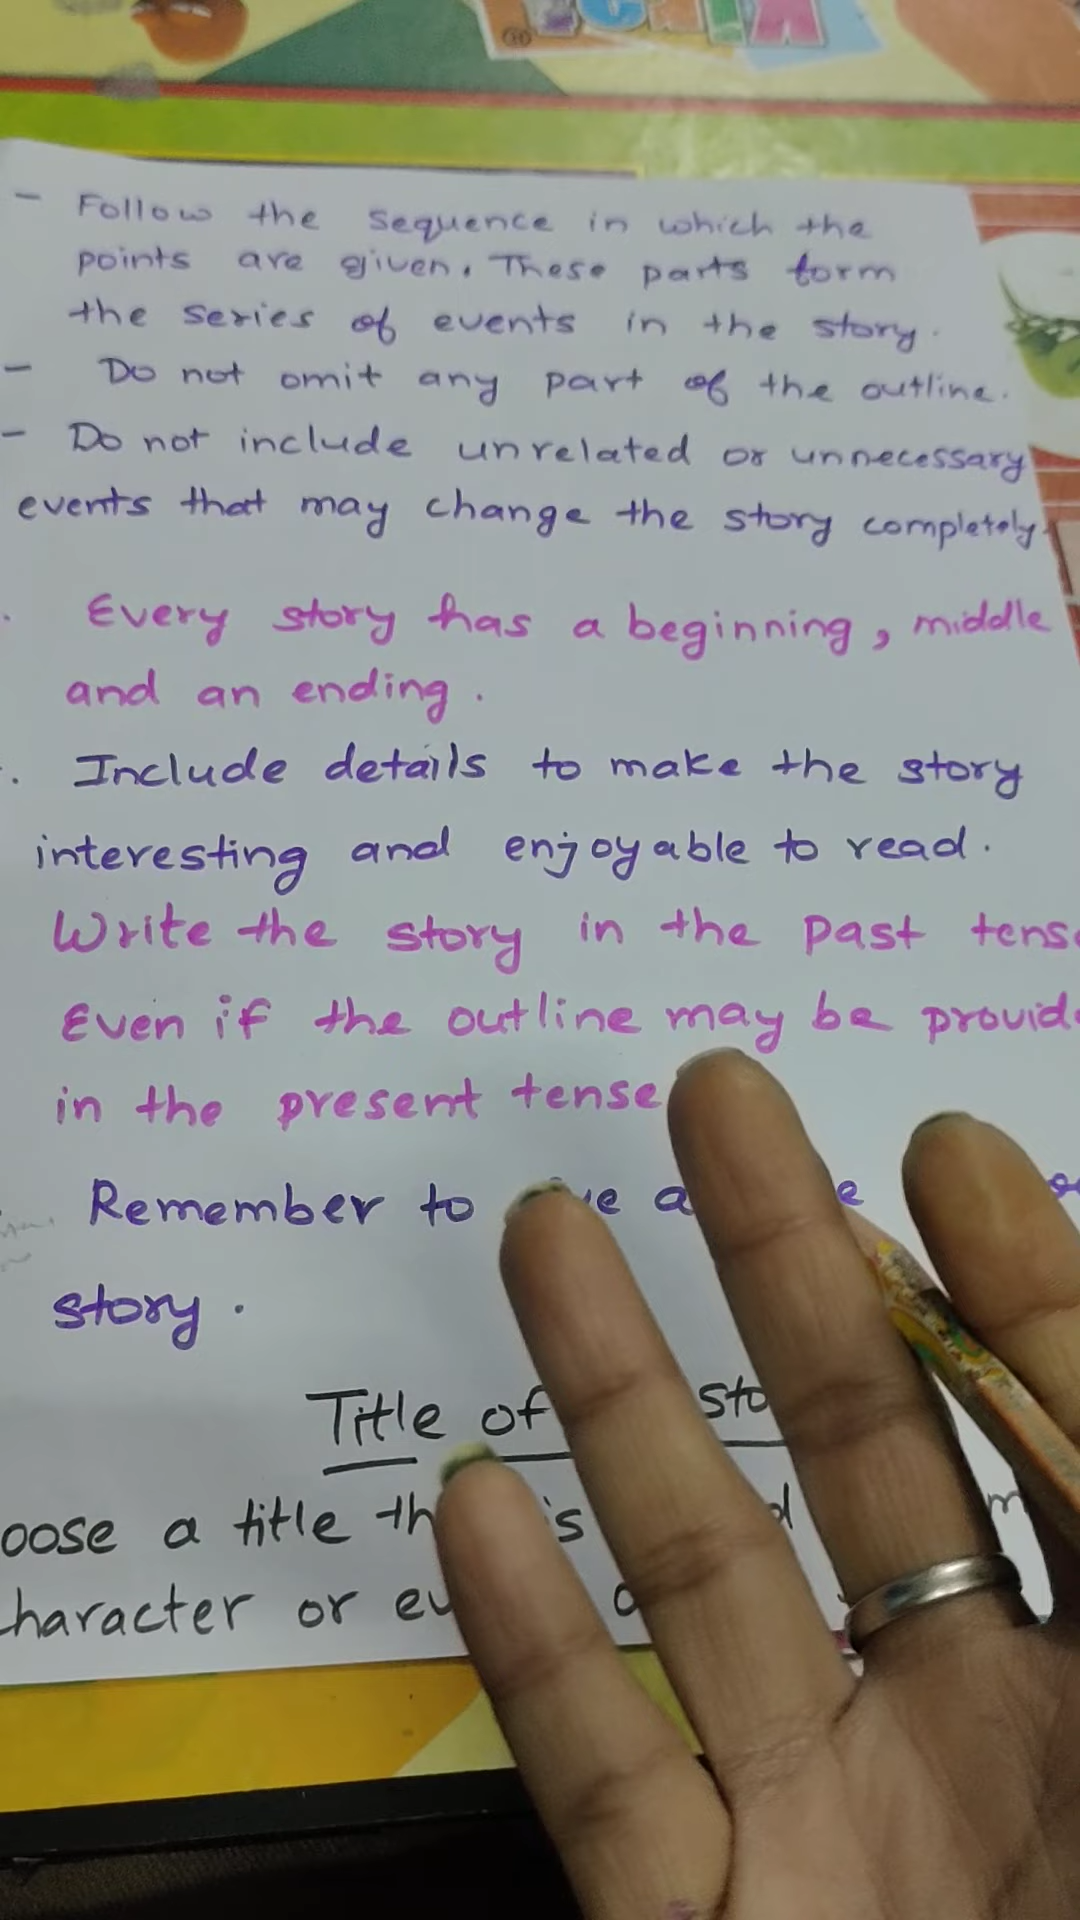 - Follow the sequence in which the
points are given. These parts form
the series of events in the story.
- Do not omit any part of the outline.
- Do not include unrelated or unnecessary
events that may change the story completely.
. Every story has a beginning, middle
and an ending.
. Include details to make the story
interesting and enjoyable to read.
Write the story in the past
Even if the outline may be
in the present tense
Remember to a
story.
Title of
a title
or